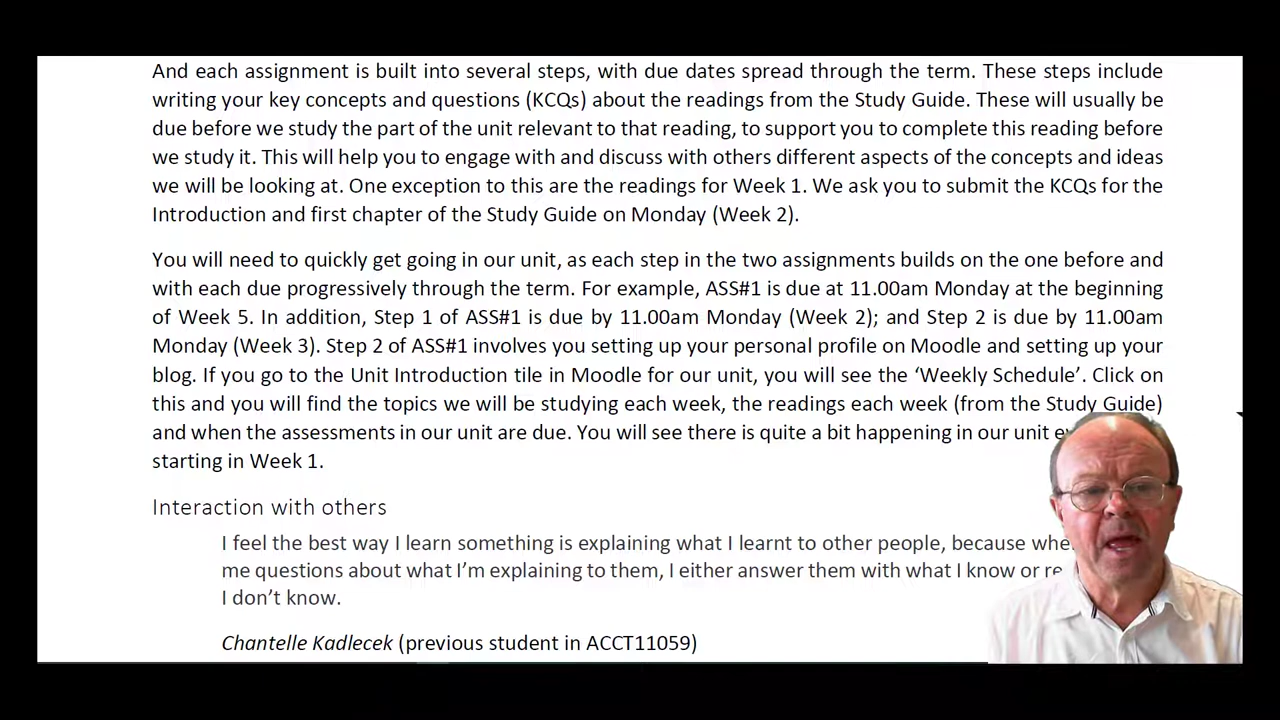 And each assignment is built into several steps, with due dates spread through the term. These steps include
writing your key concepts and questions (KCQs) about the readings from the Study Guide. These will usually be
due before we study the part of the unit relevant to that reading, to support you to complete this reading before
we study it. This will help you to engage with and discuss with others different aspects of the concepts and ideas
we will be looking at. One exception to this are the readings for Week 1. We ask you to submit the KCQs for the
Introduction and first chapter of the Study Guide on Monday (Week 2).
You will need to quickly get going in our unit, as each step in the two assignments builds on the one before and
with each due progressively through the term. For example, ASS#1 is due at 11.00am Monday at the beginning
of Week 5. In addition, Step 1 of ASS#1 is due by 11.00am Monday (Week 2); and Step 2 is due by 11.00am
Monday (Week 3). Step 2 of ASS#1 involves you setting up your personal profile on Moodle and setting up your
blog. If you go to the Unit Introduction tile in Moodle for our unit, you will see the ‘Weekly Schedule’. Click on
this and you will find the topics we will be studying each week, the readings each week (from the Study Guide)
and when the assessments in our unit are due. You will see there is quite a bit happening in our unit
starting in Week 1.
Interaction with others
I feel the best way I learn something is explaining what I learnt to other people, because
me questions about what I’m explaining to them, I either answer them with what I know or
I don’t know.
Chantelle Kadlecek (previous student in ACCT11059)